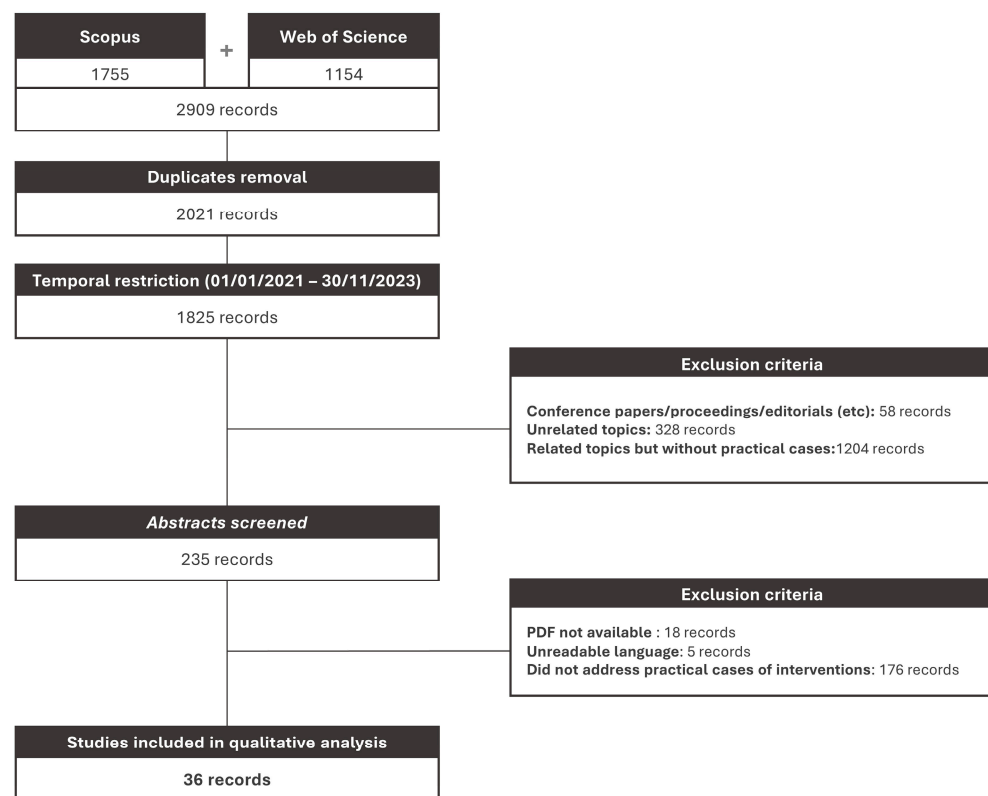 Scopus
+
Web of Science
1755
1154
2909 records
Duplicates removal
2021 records
Temporal restriction (01/01/2021 – 30/11/2023)
1825 records
Exclusion criteria
Conference papers/proceedings/editorials (etc): 58 records
Unrelated topics: 328 records
Related topics but without practical cases:1204 records
Abstracts screened
235 records
Exclusion criteria
PDF not available : 18 records
Unreadable language: 5 records
Did not address practical cases of interventions: 176 records
Studies included in qualitative analysis
36 records